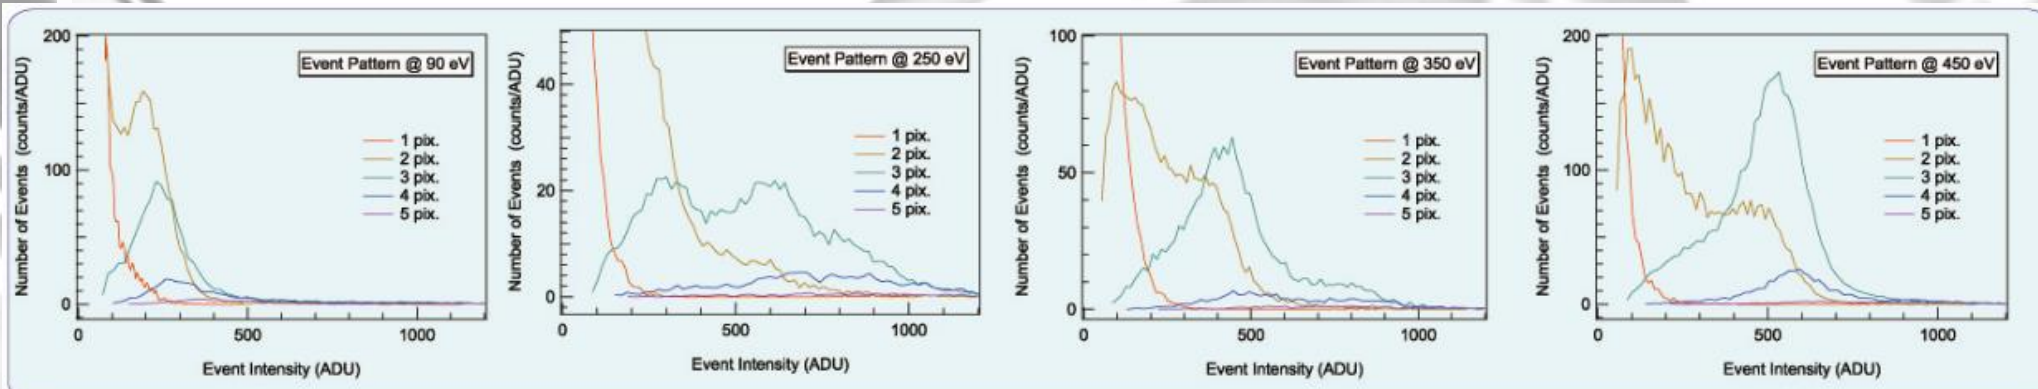 Event Pattern @ 90 eV
Number of Events (counts/ADU)
200
100
0
1 pix.
2 pix.
3 pix.
4 pix.
5 pix.
0
500
1000
Event Intensity (ADU)
Event Pattern @ 250 eV
Number of Events (counts/ADU)
40
20
0
1 pix.
2 pix.
3 pix.
4 pix.
5 pix.
0
500
1000
Event Intensity (ADU)
Event Pattern @ 350 eV
Number of Events (counts/ADU)
100
50
0
1 pix.
2 pix.
3 pix.
4 pix.
5 pix.
0
500
1000
Event Intensity (ADU)
Event Pattern @ 450 eV
Number of Events (counts/ADU)
200
100
0
1 pix.
2 pix.
3 pix.
4 pix.
5 pix.
0
500
1000
Event Intensity (ADU)